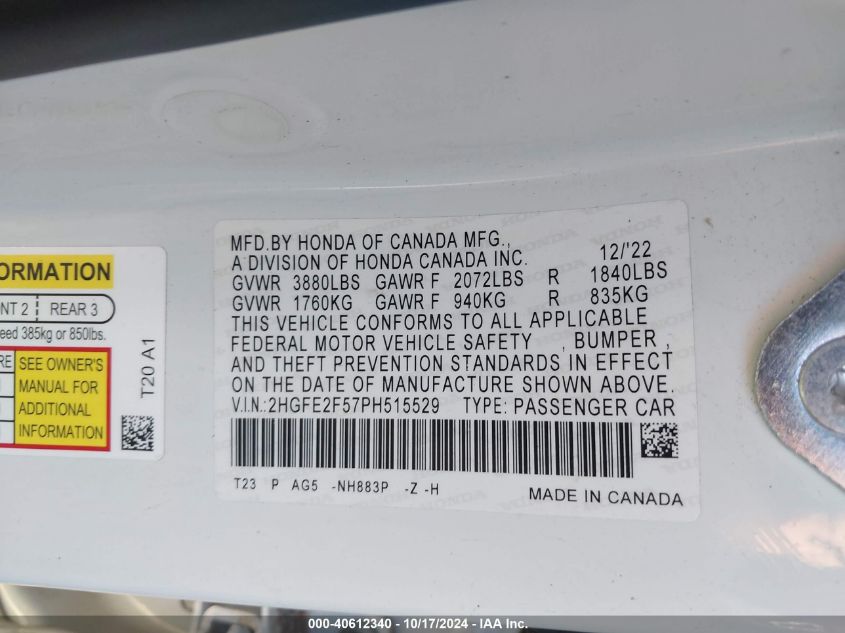 ORMATION
NT 2 REAR 3
eed 385kg or 850lbs.
RE SEE OWNER'S
MANUAL FOR
ADDITIONAL
INFORMATION
T20 A1
MFD.BY HONDA OF CANADA MFG., 12/'22
A DIVISION OF HONDA CANADA INC.
GVWR 3880LBS GAWR F 2072LBS R 1840LBS
GVWR 1760KG GAWR F 940KG R 835KG
THIS VEHICLE CONFORMS TO ALL APPLICABLE
FEDERAL MOTOR VEHICLE SAFETY , BUMPER ,
AND THEFT PREVENTION STANDARDS IN EFFECT
ON THE DATE OF MANUFACTURE SHOWN ABOVE.
V.I.N.:2HGFE2F57PH515529 TYPE: PASSENGER CAR
T23 P AG5 -NH883P -Z -H
MADE IN CANADA
000-40612340 - 10/17/2024 - IAA Inc.